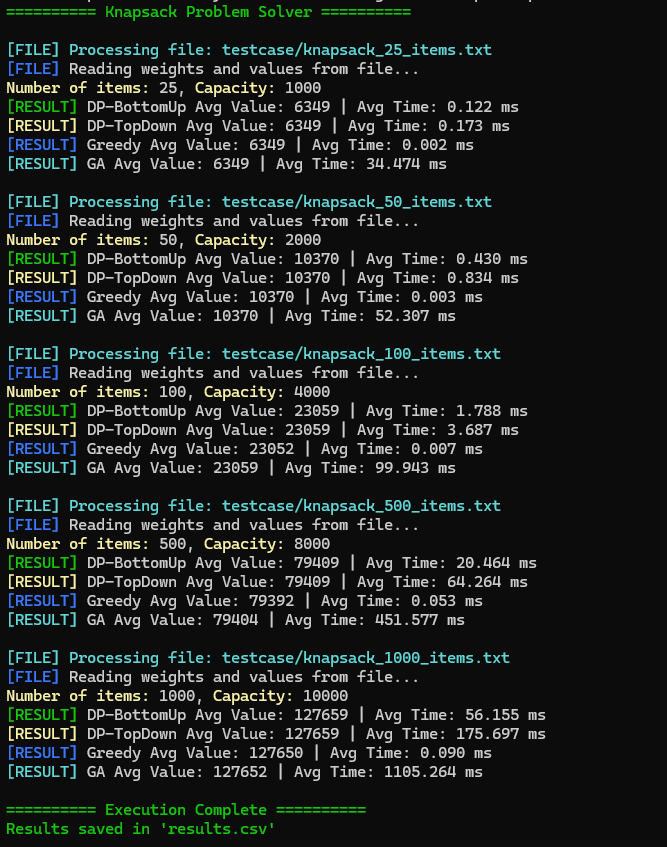 ========== Knapsack Problem Solver ==========
[FILE] Processing file: testcase/knapsack_25_items.txt
[FILE] Reading weights and values from file...
Number of items: 25, Capacity: 1000
[RESULT] DP-BottomUp Avg Value: 6349 | Avg Time: 0.122 ms
[RESULT] DP-TopDown Avg Value: 6349 | Avg Time: 0.173 ms
[RESULT] Greedy Avg Value: 6349 | Avg Time: 0.002 ms
[RESULT] GA Avg Value: 6349 | Avg Time: 34.474 ms
[FILE] Processing file: testcase/knapsack_50_items.txt
[FILE] Reading weights and values from file...
Number of items: 50, Capacity: 2000
[RESULT] DP-BottomUp Avg Value: 10370 | Avg Time: 0.430 ms
[RESULT] DP-TopDown Avg Value: 10370 | Avg Time: 0.834 ms
[RESULT] Greedy Avg Value: 10370 | Avg Time: 0.003 ms
[RESULT] GA Avg Value: 10370 | Avg Time: 52.307 ms
[FILE] Processing file: testcase/knapsack_100_items.txt
[FILE] Reading weights and values from file...
Number of items: 100, Capacity: 4000
[RESULT] DP-BottomUp Avg Value: 23059 | Avg Time: 1.788 ms
[RESULT] DP-TopDown Avg Value: 23059 | Avg Time: 3.687 ms
[RESULT] Greedy Avg Value: 23052 | Avg Time: 0.007 ms
[RESULT] GA Avg Value: 23059 | Avg Time: 99.943 ms
[FILE] Processing file: testcase/knapsack_500_items.txt
[FILE] Reading weights and values from file...
Number of items: 500, Capacity: 8000
[RESULT] DP-BottomUp Avg Value: 79409 | Avg Time: 20.464 ms
[RESULT] DP-TopDown Avg Value: 79409 | Avg Time: 64.264 ms
[RESULT] Greedy Avg Value: 79392 | Avg Time: 0.053 ms
[RESULT] GA Avg Value: 79404 | Avg Time: 451.577 ms
[FILE] Processing file: testcase/knapsack_1000_items.txt
[FILE] Reading weights and values from file...
Number of items: 1000, Capacity: 10000
[RESULT] DP-BottomUp Avg Value: 127659 | Avg Time: 56.155 ms
[RESULT] DP-TopDown Avg Value: 127659 | Avg Time: 175.697 ms
[RESULT] Greedy Avg Value: 127650 | Avg Time: 0.090 ms
[RESULT] GA Avg Value: 127652 | Avg Time: 1105.264 ms
========== Execution Complete ==========
Results saved in 'results.csv'